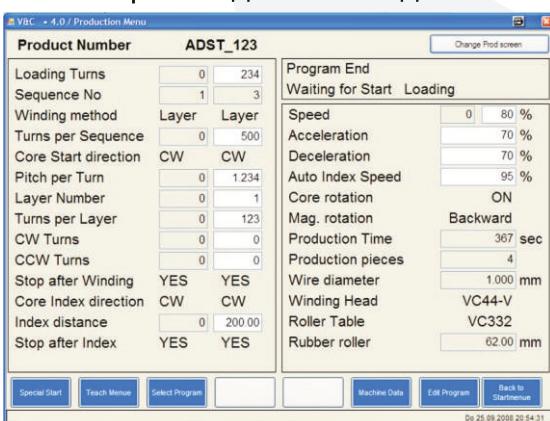 V&C - 4.0 / Production Menu
Product Number ADST_123
Change Prod screen
Loading Turns 0 234
Sequence No 1 3
Winding method Layer Layer
Turns per Sequence 0 500
Core Start direction CW CW
Pitch per Turn 0 1.234
Layer Number 0 1
Turns per Layer 0 123
CW Turns 0 0
CCW Turns 0 0
Stop after Winding YES YES
Core Index direction CW CW
Index distance 0 200.00
Stop after Index YES YES
Program End
Waiting for Start Loading
Speed 0 80 %
Acceleration 70 %
Deceleration 70 %
Auto Index Speed 95 %
Core rotation ON
Mag. rotation Backward
Production Time 367 sec
Production pieces 4
Wire diameter 1.000 mm
Winding Head VC44-V
Roller Table VC332
Rubber roller 62.00 mm
Special Start
Teach Menue
Select Program
Machine Data
Edit Program
Back to
Startmenue
Do 25.09.2008 20:54:31